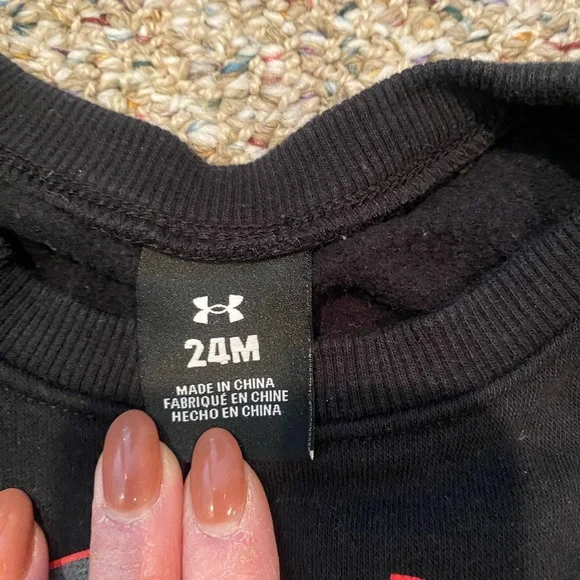 24M
MADE IN CHINA
FABRIQUÉ EN CHINE
HECHO EN CHINA